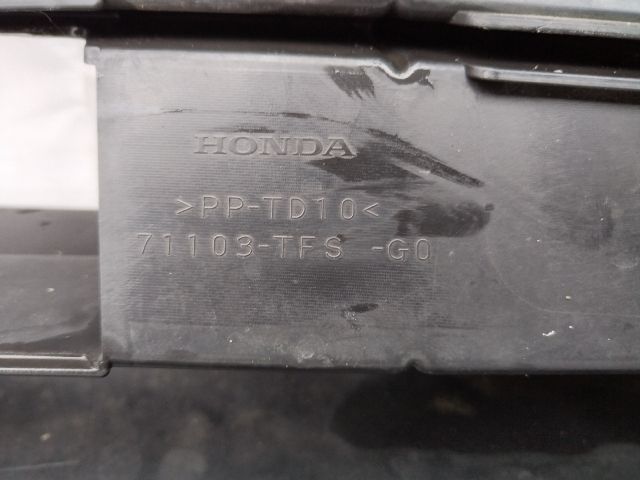 HONDA
>PP-TD10<
71103-TFS -G0